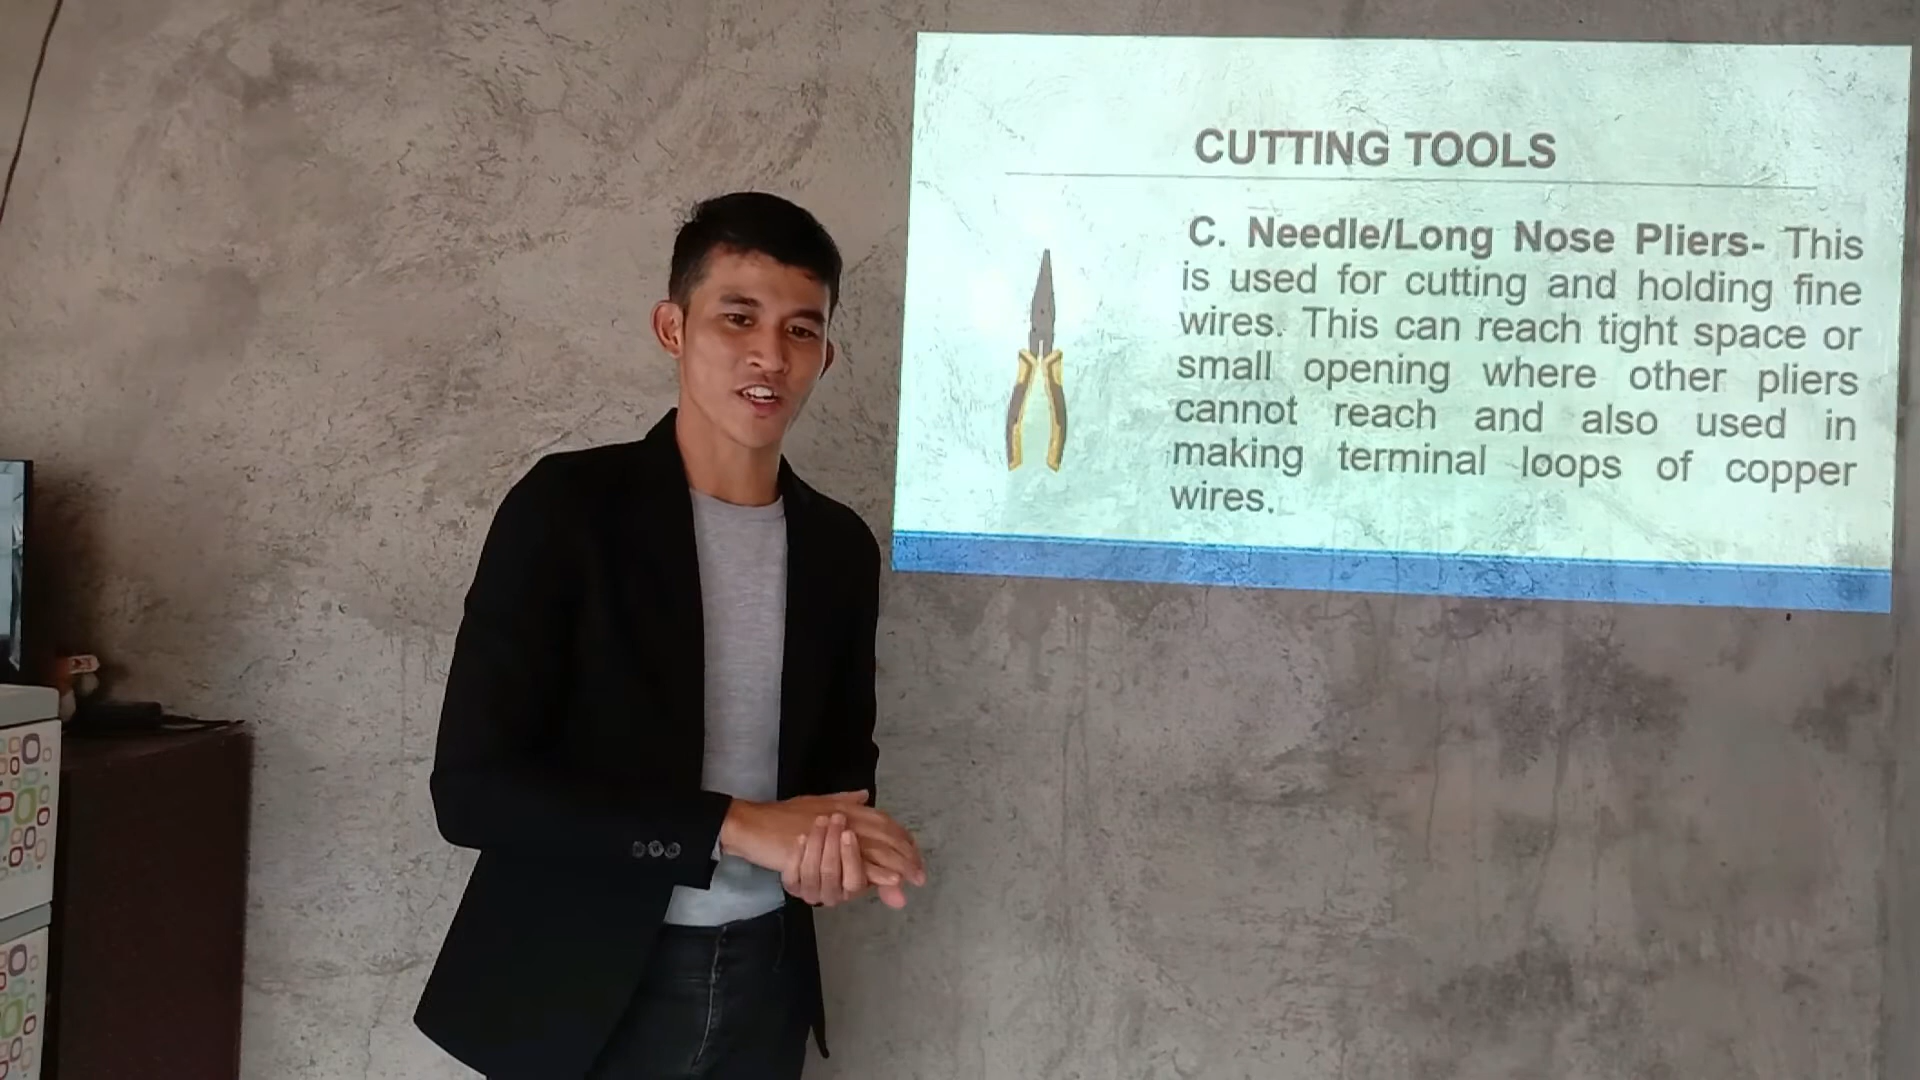 CUTTING TOOLS
C. Needle/Long Nose Pliers- This
is used for cutting and holding fine
wires. This can reach tight space or
small opening where other pliers
cannot reach and also used in
making terminal loops of copper
wires.